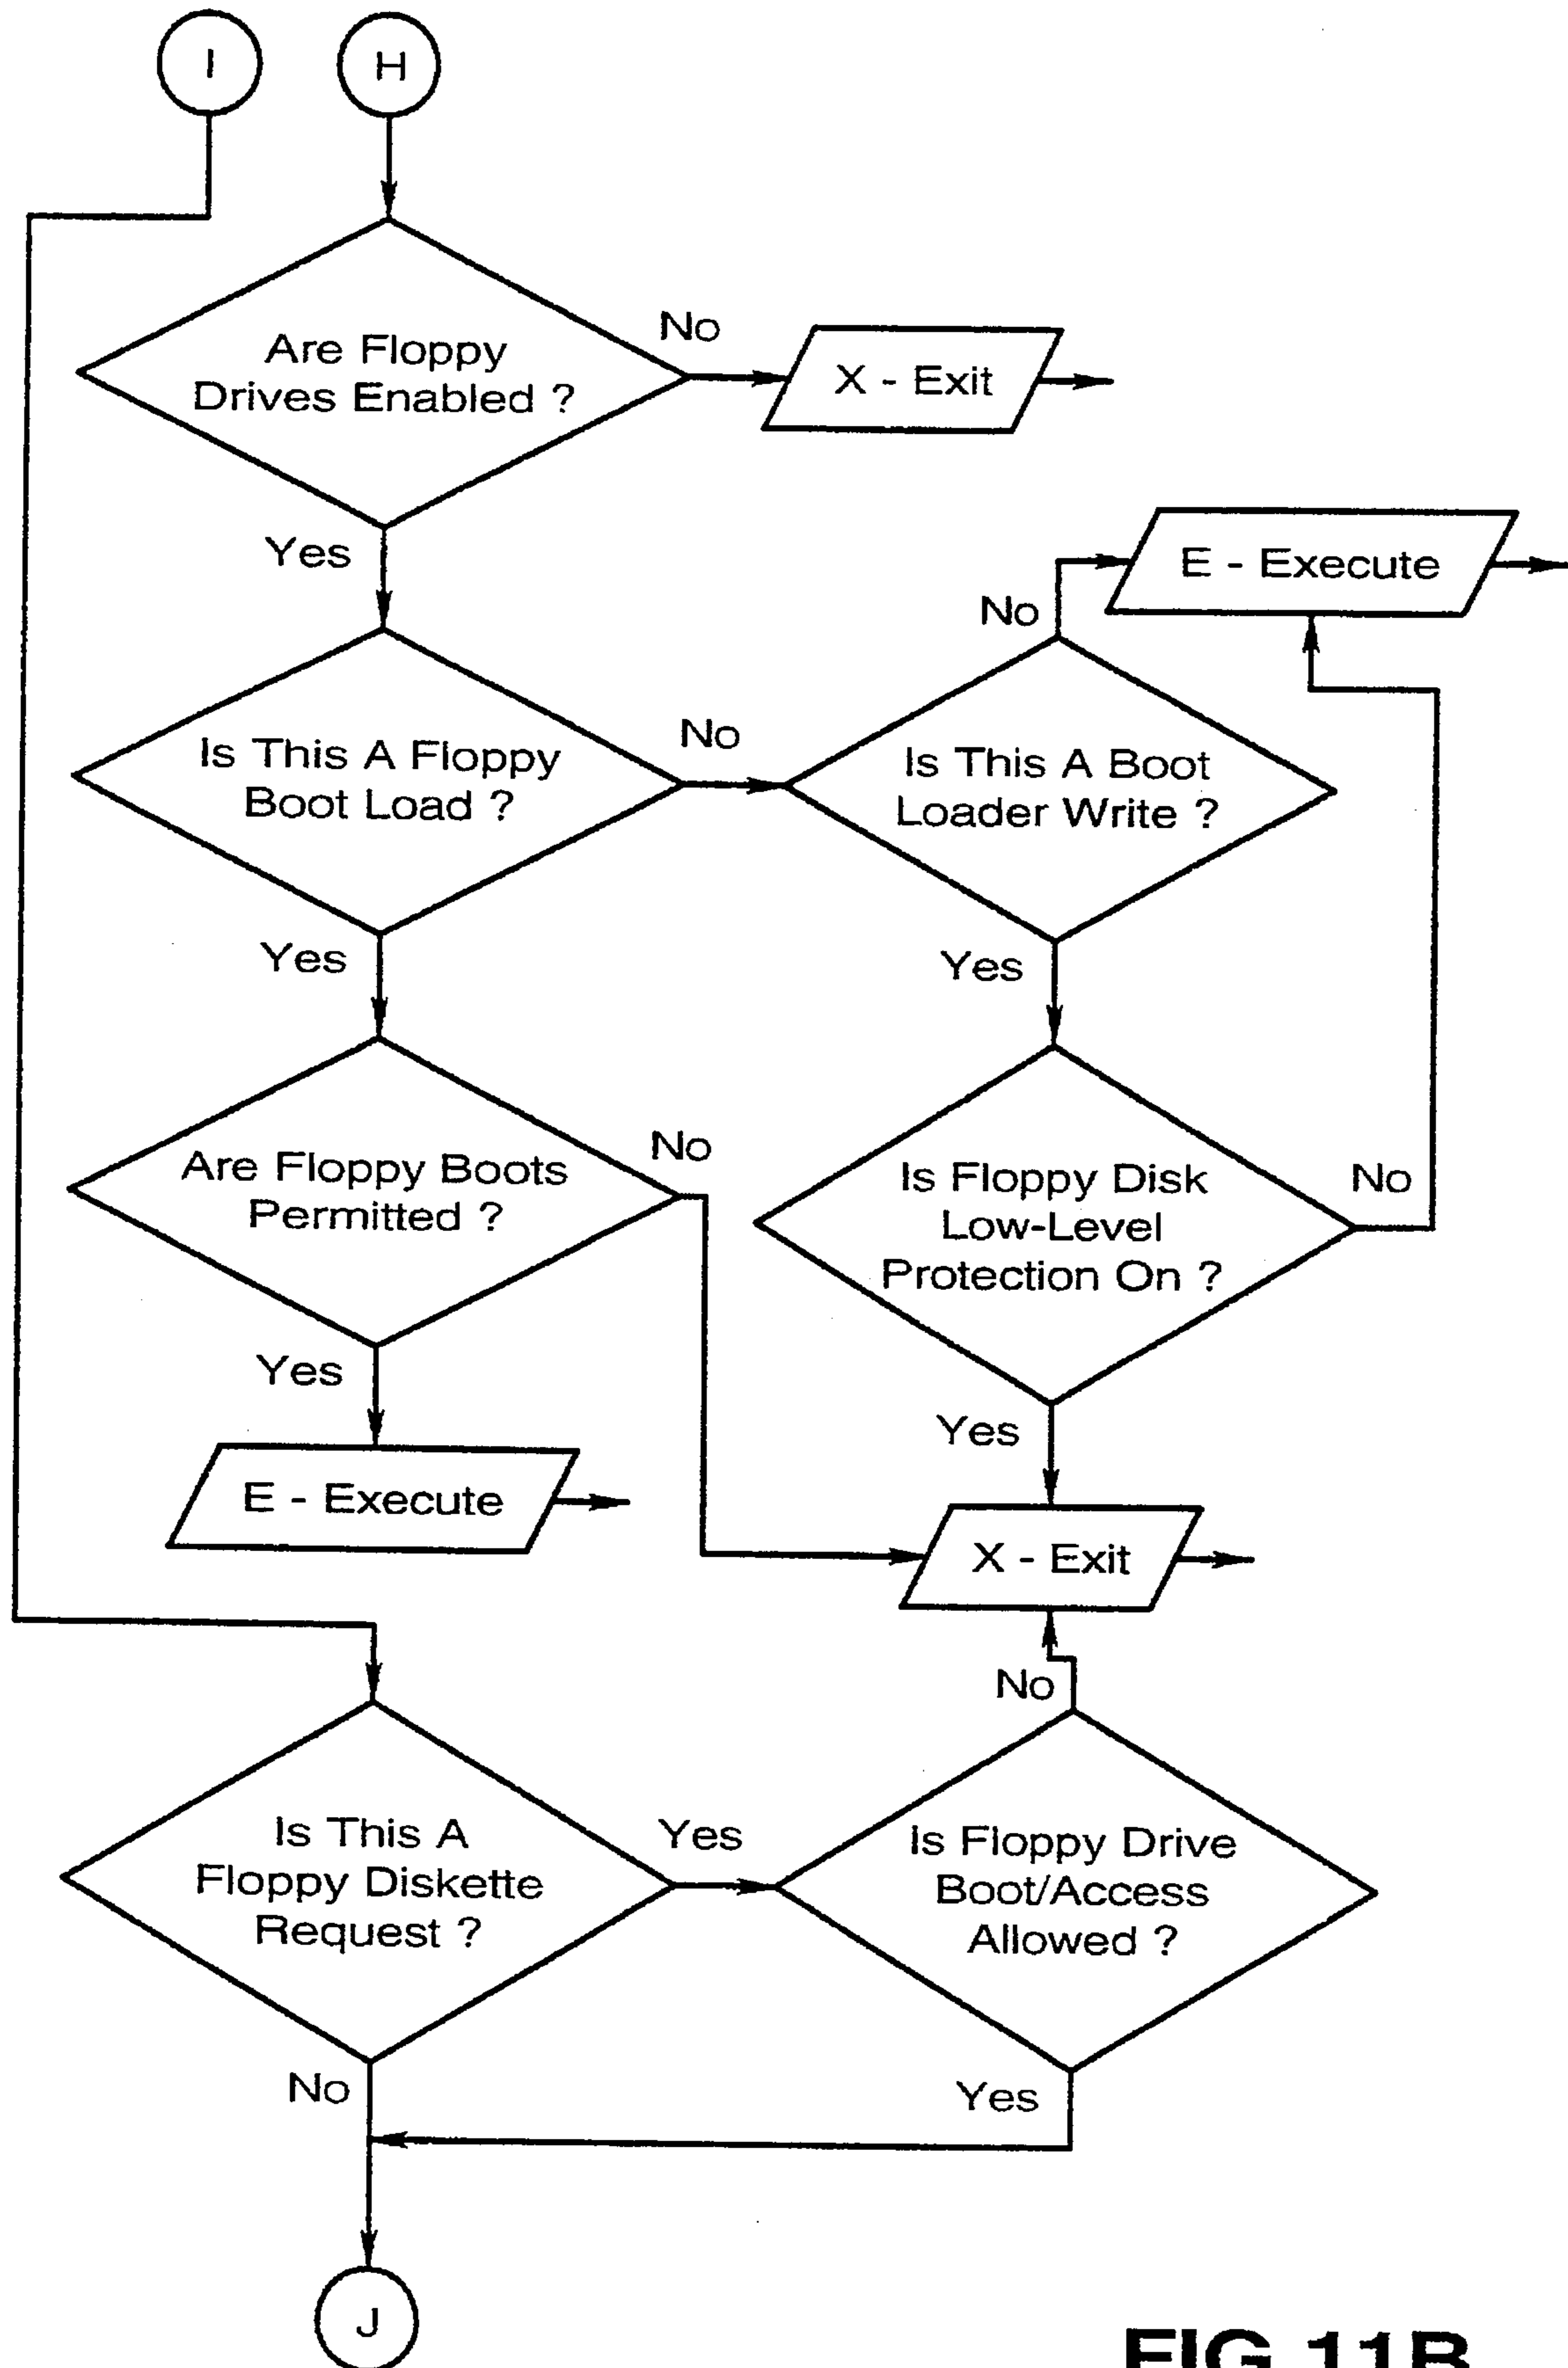 I
H
Are Floppy
Drives Enabled ?
No
X - Exit
Yes
E - Execute
No
Is This A Floppy
Boot Load ?
No
Is This A Boot
Loader Write ?
Yes
Yes
Are Floppy Boots
Permitted ?
No
Is Floppy Disk
Low-Level
Protection On ?
No
Yes
Yes
E - Execute
X - Exit
No
Is This A
Floppy Diskette
Request ?
Yes
Is Floppy Drive
Boot/Access
Allowed ?
No
Yes
J
FIG 11B